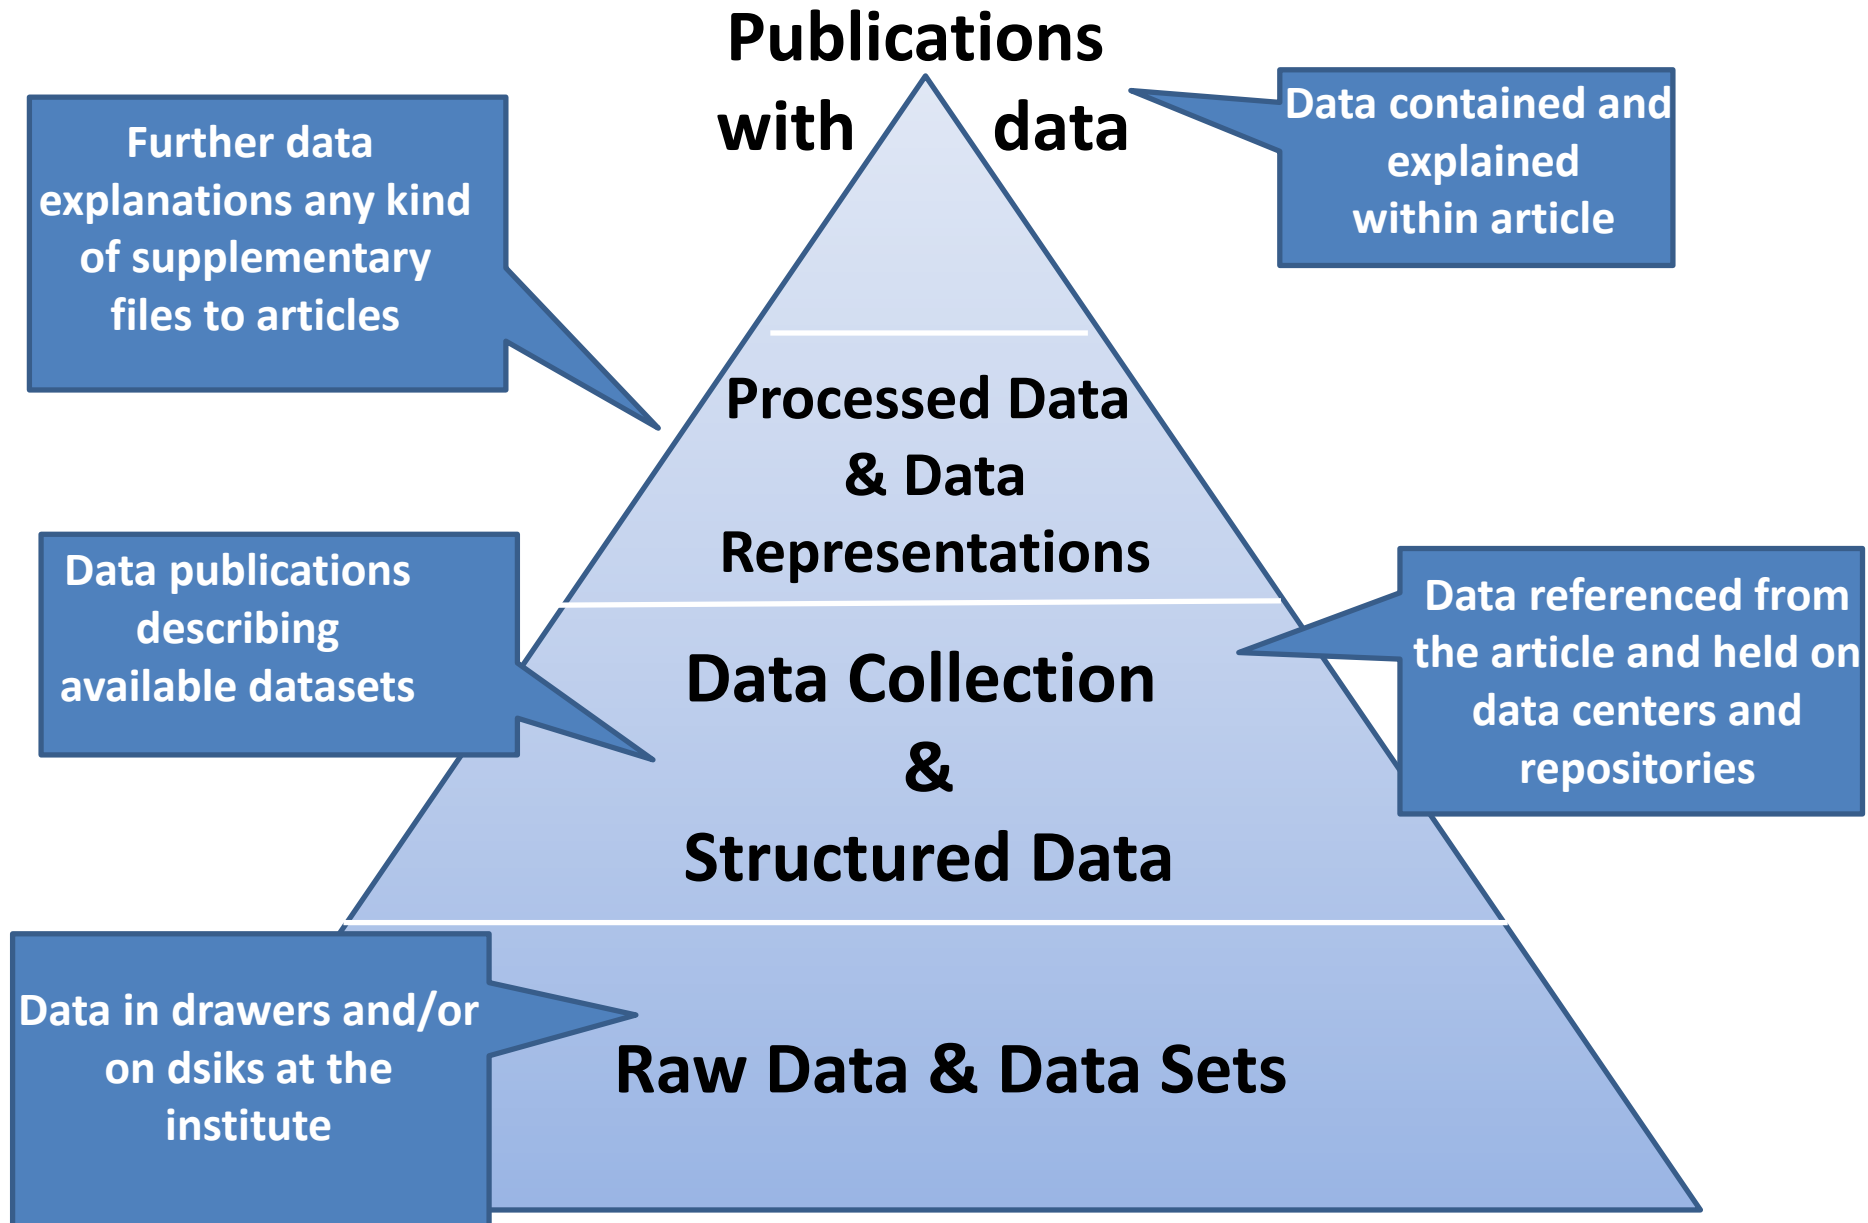 Publications
with data
Data contained and
explained
within article
Further data
explanations any kind
of supplementary
files to articles
Processed Data
& Data
Representations
Data publications
describing
available datasets
Data referenced from
the article and held on
data centers and
repositories
Data Collection
&
Structured Data
Data in drawers and/or
on dsiks at the
institute
Raw Data & Data Sets